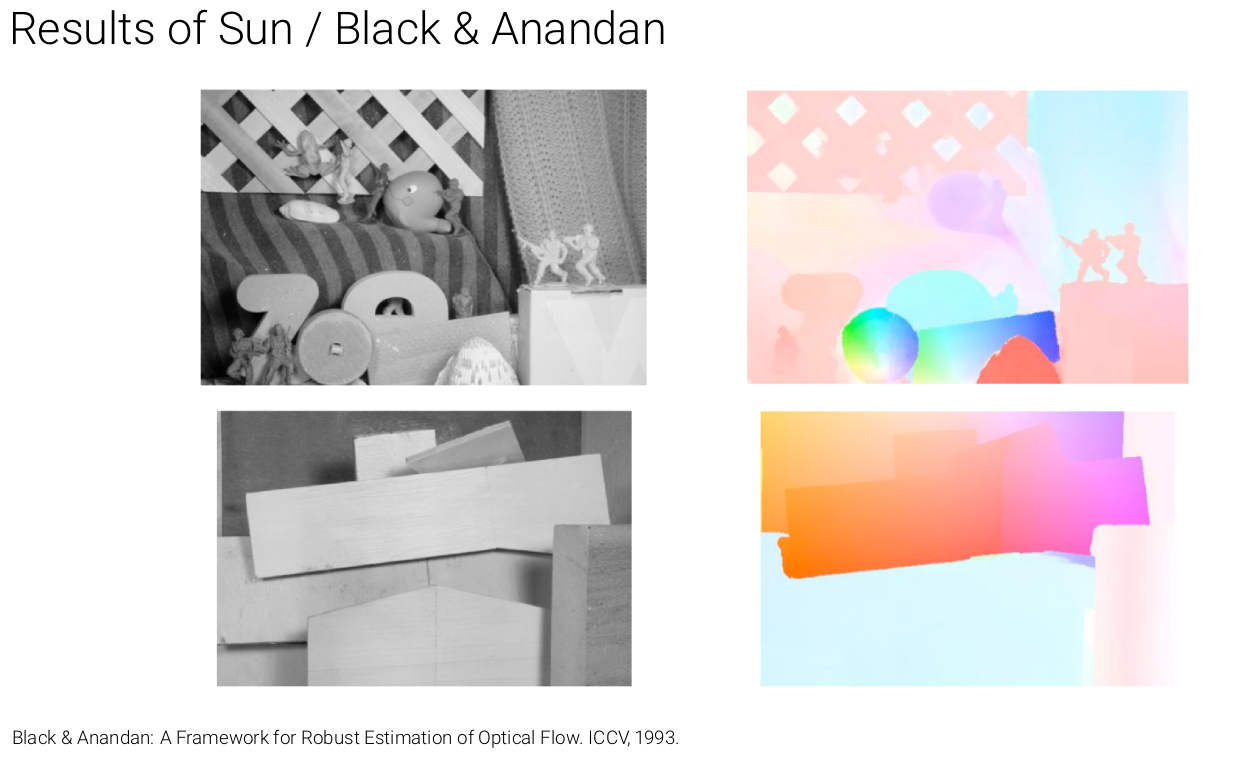 Results of Sun / Black & Anandan
Black & Anandan: A Framework for Robust Estimation of Optical Flow. ICCV, 1993.